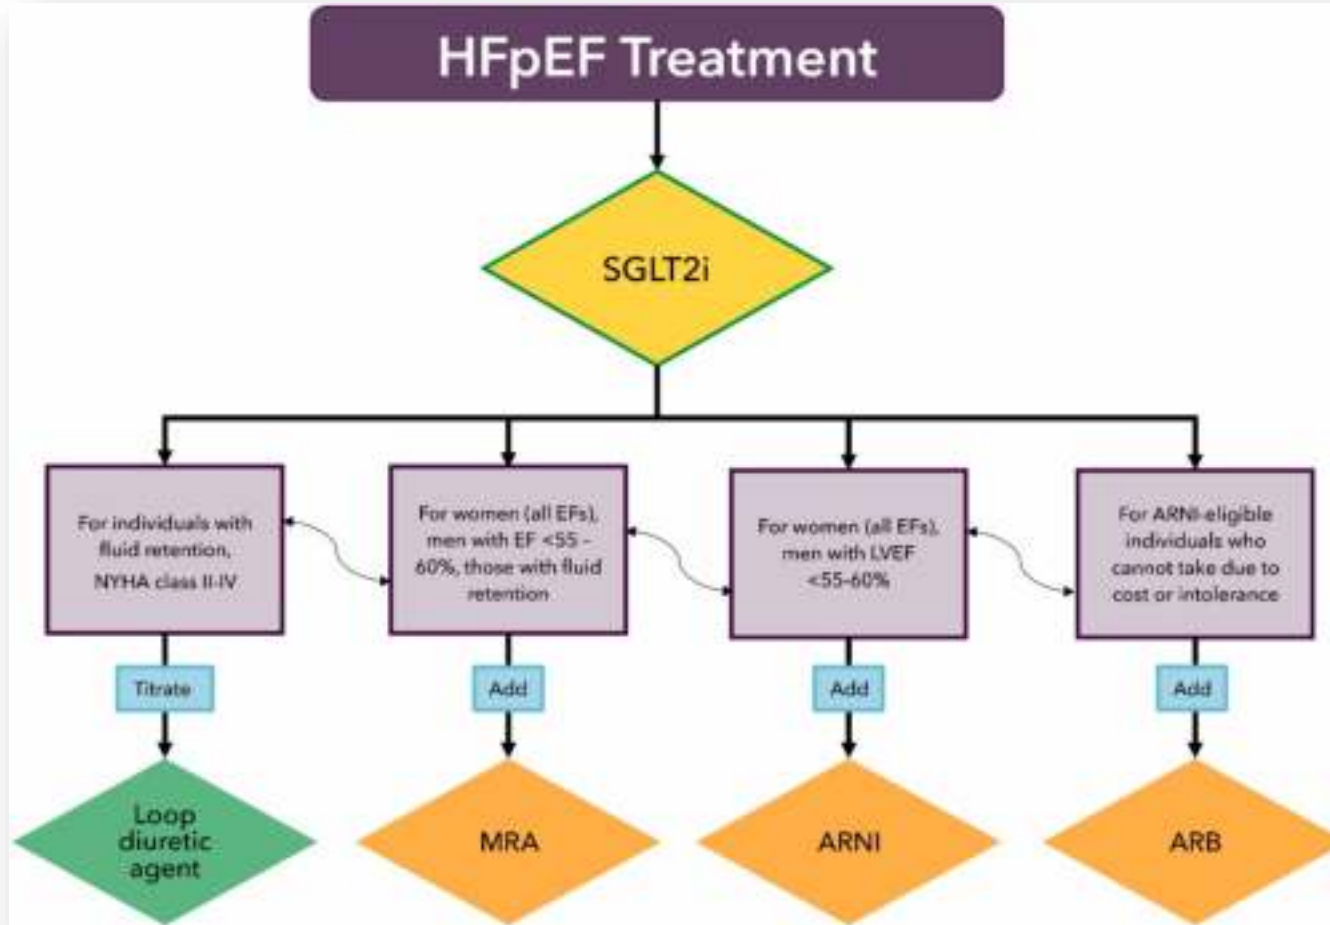 HFpEF Treatment
SGLT2i
For individuals with
fluid retention,
NYHA class II-IV
For women (all EFs),
men with EF <55 –
60%, those with fluid
retention
For women (all EFs),
men with LVEF
<55-60%
For ARNI-eligible
individuals who
cannot take due to
cost or intolerance
Titrate
Add
Add
Add
Loop
diuretic
agent
MRA
ARNI
ARB